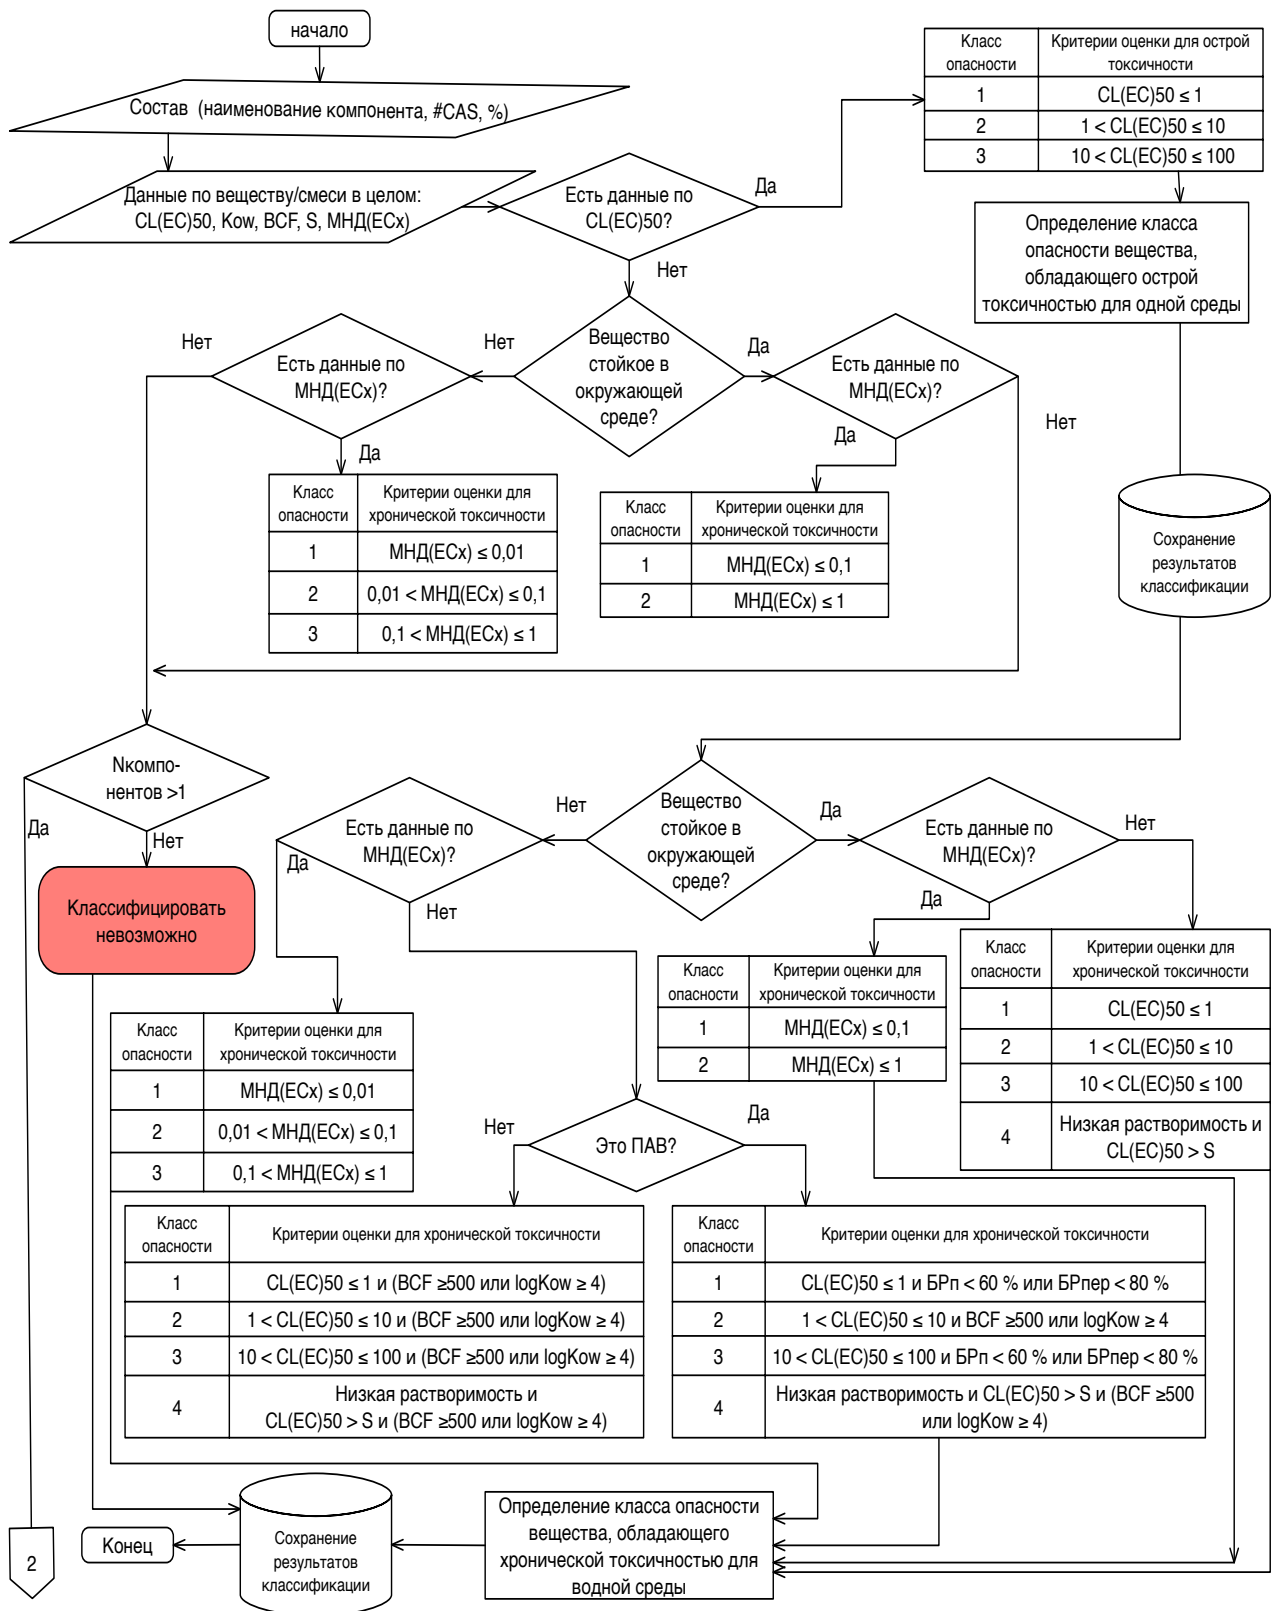 начало
Состав (наименование компонента, #CAS, %)
Данные по веществу/смеси в целом:
CL(EC)50, Kow, BCF, S, МНД(ECx)
Есть данные по
CL(EC)50?
Да
Нет
Класс
опасности
Критерии оценки для острой
токсичности
1
CL(EC)50 ≤ 1
2
1 < CL(EC)50 ≤ 10
3
10 < CL(EC)50 ≤ 100
Определение класса
опасности вещества,
обладающего острой
токсичностью для одной среды
Сохранение
результатов
классификации
Вещество
стойкое в
окружающей
среде?
Нет
Да
Есть данные по
МНД(ECx)?
Нет
Да
Есть данные по
МНД(ECx)?
Да
Нет
Класс
опасности
Критерии оценки для
хронической токсичности
1
МНД(ECx) ≤ 0,01
2
0,01 < МНД(ECx) ≤ 0,1
3
0,1 < МНД(ECx) ≤ 1
Класс
опасности
Критерии оценки для
хронической токсичности
1
МНД(ECx) ≤ 0,1
2
МНД(ECx) ≤ 1
Nкомпо-
нентов >1
Да
Нет
Классифицировать
невозможно
Вещество
стойкое в
окружающей
среде?
Нет
Да
Есть данные по
МНД(ECx)?
Да
Нет
Есть данные по
МНД(ECx)?
Да
Нет
Класс
опасности
Критерии оценки для
хронической токсичности
1
МНД(ECx) ≤ 0,1
2
МНД(ECx) ≤ 1
Класс
опасности
Критерии оценки для
хронической токсичности
1
CL(EC)50 ≤ 1
2
1 < CL(EC)50 ≤ 10
3
10 < CL(EC)50 ≤ 100
4
Низкая растворимость и
CL(EC)50 > S
Класс
опасности
Критерии оценки для
хронической токсичности
1
МНД(ECx) ≤ 0,01
2
0,01 < МНД(ECx) ≤ 0,1
3
0,1 < МНД(ECx) ≤ 1
Это ПАВ?
Нет
Да
Класс
опасности
Критерии оценки для хронической токсичности
1
CL(EC)50 ≤ 1 и (BCF ≥500 или logKow ≥ 4)
2
1 < CL(EC)50 ≤ 10 и (BCF ≥500 или logKow ≥ 4)
3
10 < CL(EC)50 ≤ 100 и (BCF ≥500 или logKow ≥ 4)
4
Низкая растворимость и
CL(EC)50 > S и (BCF ≥500 или logKow ≥ 4)
Класс
опасности
Критерии оценки для хронической токсичности
1
CL(EC)50 ≤ 1 и БРп < 60 % или БРпер < 80 %
2
1 < CL(EC)50 ≤ 10 и BCF ≥500 или logKow ≥ 4
3
10 < CL(EC)50 ≤ 100 и БРп < 60 % или БРпер < 80 %
4
Низкая растворимость и CL(EC)50 > S и (BCF ≥500
или logKow ≥ 4)
2
Конец
Сохранение
результатов
классификации
Определение класса опасности
вещества, обладающего
хронической токсичностью для
водной среды